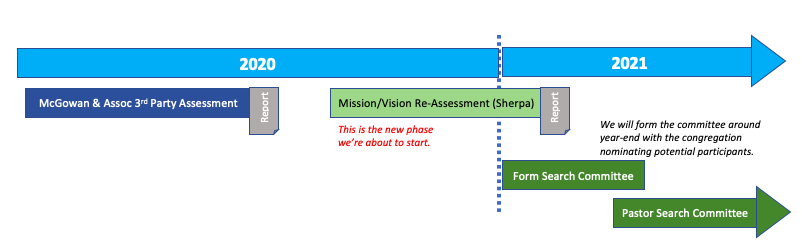 2020
2021
McGowan & Assoc 3rd Party Assessment
Report
Mission/Vision Re-Assessment (Sherpa)
Report
This is the new phase
we're about to start.
We will form the committee around
year-end with the congregation
nominating potential participants.
Form Search Committee
Pastor Search Committee